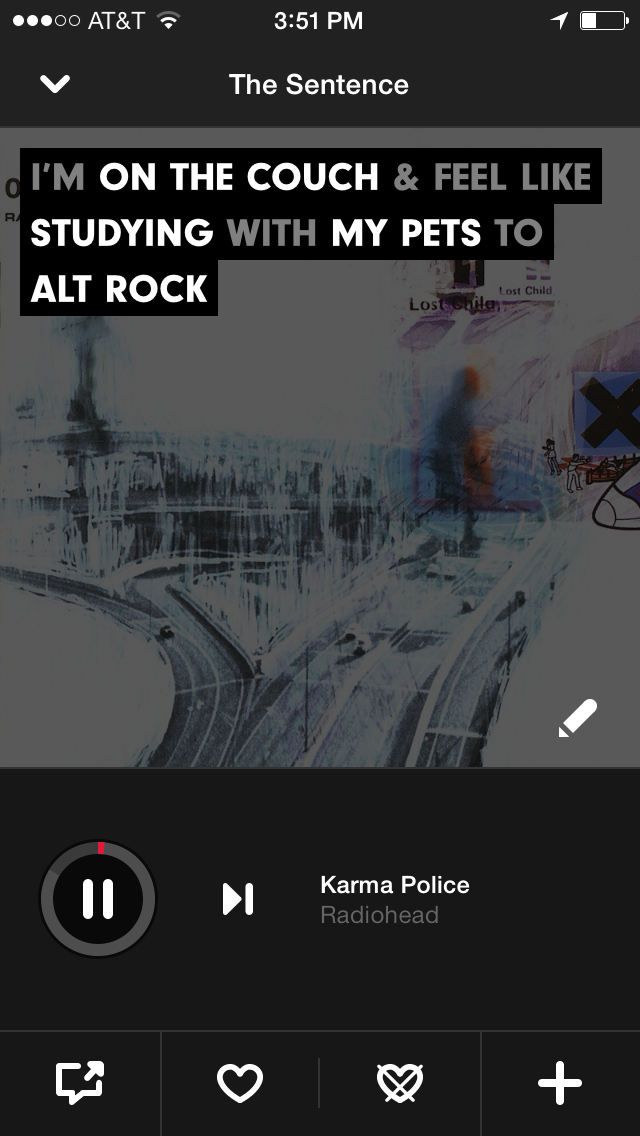 AT&T 3:51 PM
The Sentence
I'M ON THE COUCH & FEEL LIKE
STUDYING WITH MY PETS TO
ALT ROCK
Lost Child
Lost Child
Karma Police
Radiohead